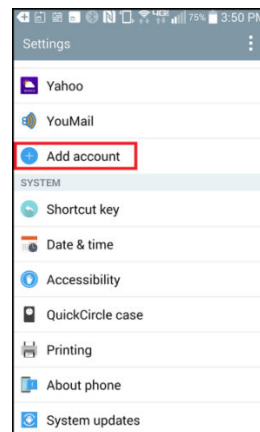 75% 3:50 PM
Settings
Yahoo
YouMail
Add account
SYSTEM
Shortcut key
Date & time
Accessibility
QuickCircle case
Printing
About phone
System updates